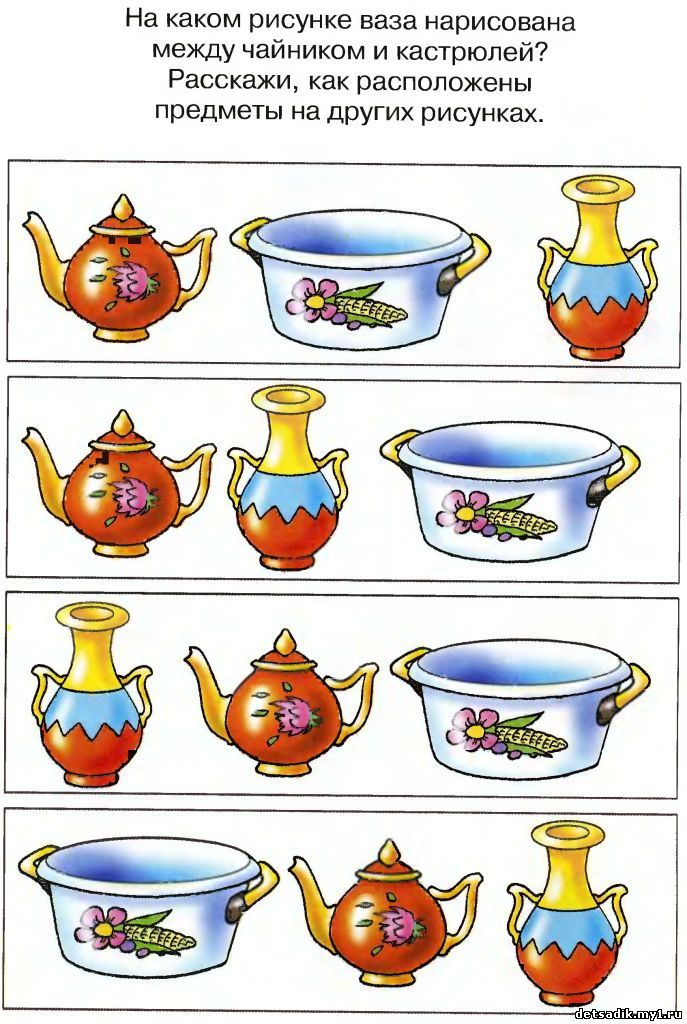 На каком рисунке ваза нарисована
между чайником и кастрюлей?
Расскажи, как расположены
предметы на других рисунках.
detsadik.my1.ru